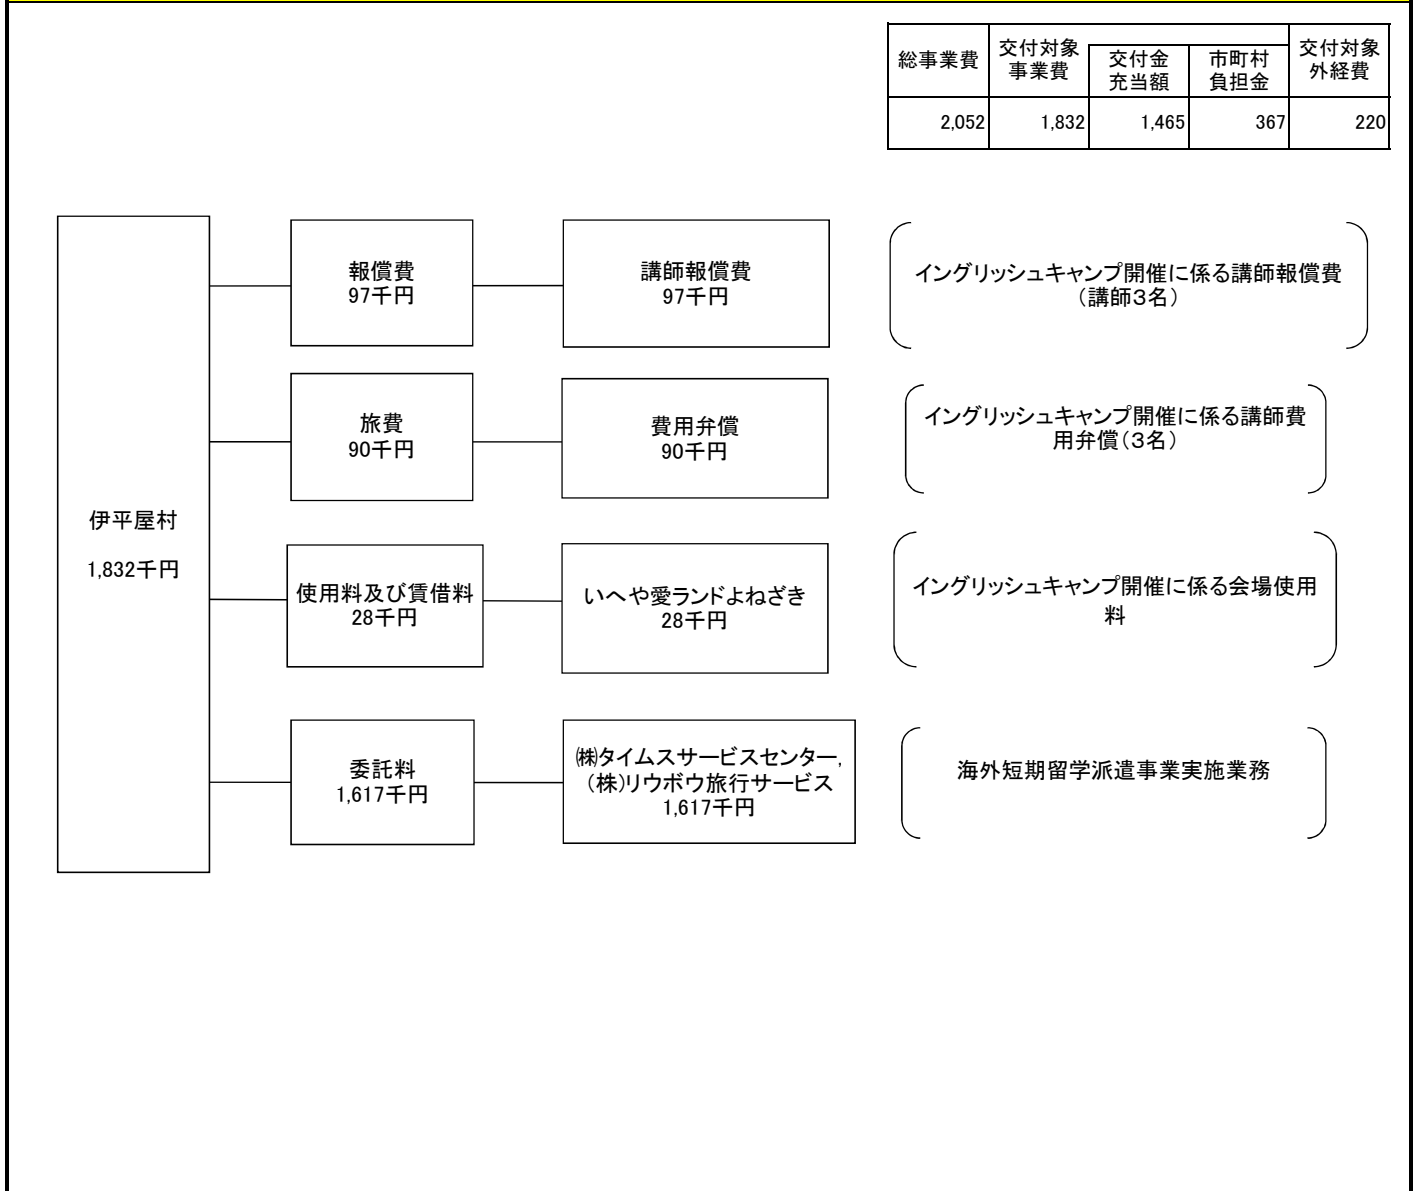 総事業費
交付対象
事業費
交付金
充当額
市町村
負担金
交付対象
外経費
2,052
1,832
1,465
367
220
伊平屋村
1,832千円
報償費
97千円
講師報償費
97千円
イングリッシュキャンプ開催に係る講師報償費
（講師３名）
旅費
90千円
費用弁償
90千円
イングリッシュキャンプ開催に係る講師費
用弁償（３名）
使用料及び賃借料
28千円
いへや愛ランドよねざき
28千円
イングリッシュキャンプ開催に係る会場使用
料
委託料
1,617千円
㈱タイムスサービスセンター,
（株）リウボウ旅行サービス
1,617千円
海外短期留学派遣事業実施業務